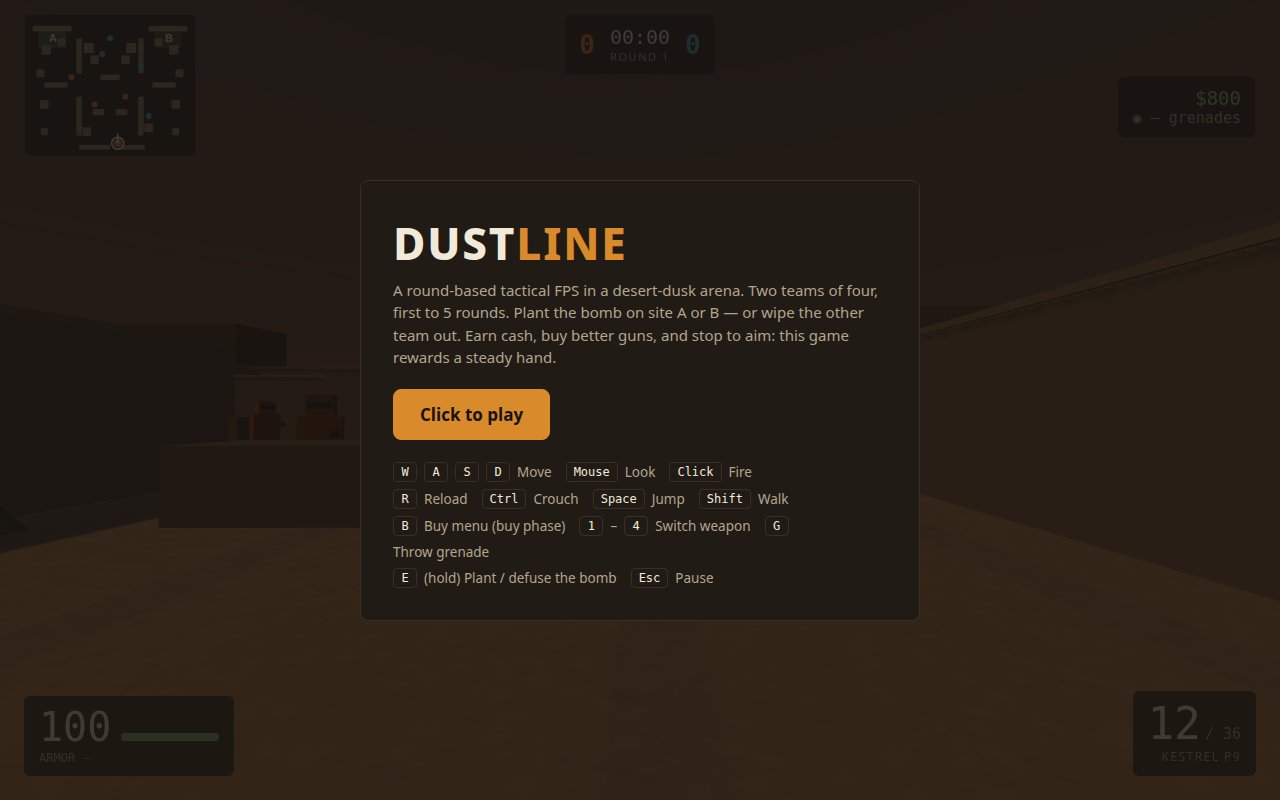 A
B
0
00:00
0
ROUND 1
$800
◉ — grenades
DUSTLINE
A round-based tactical FPS in a desert-dusk arena. Two teams of four,
first to 5 rounds. Plant the bomb on site A or B — or wipe the other
team out. Earn cash, buy better guns, and stop to aim: this game
rewards a steady hand.
Click to play
W A S D Move Mouse Look Click Fire
R Reload Ctrl Crouch Space Jump Shift Walk
B Buy menu (buy phase) 1 – 4 Switch weapon G
Throw grenade
E (hold) Plant / defuse the bomb Esc Pause
100
ARMOR —
12 / 36
KESTREL P9